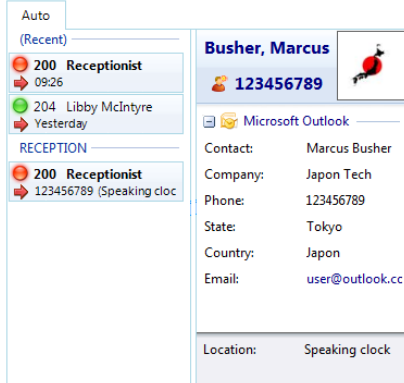 Auto
(Recent)
200 Receptionist
09:26
204 Libby McIntyre
Yesterday
RECEPTION
200 Receptionist
123456789 (Speaking cloc
Busher, Marcus
123456789
Microsoft Outlook
Contact: Marcus Busher
Company: Japon Tech
Phone: 123456789
State: Tokyo
Country: Japon
Email: user@outlook.cc
Location: Speaking clock